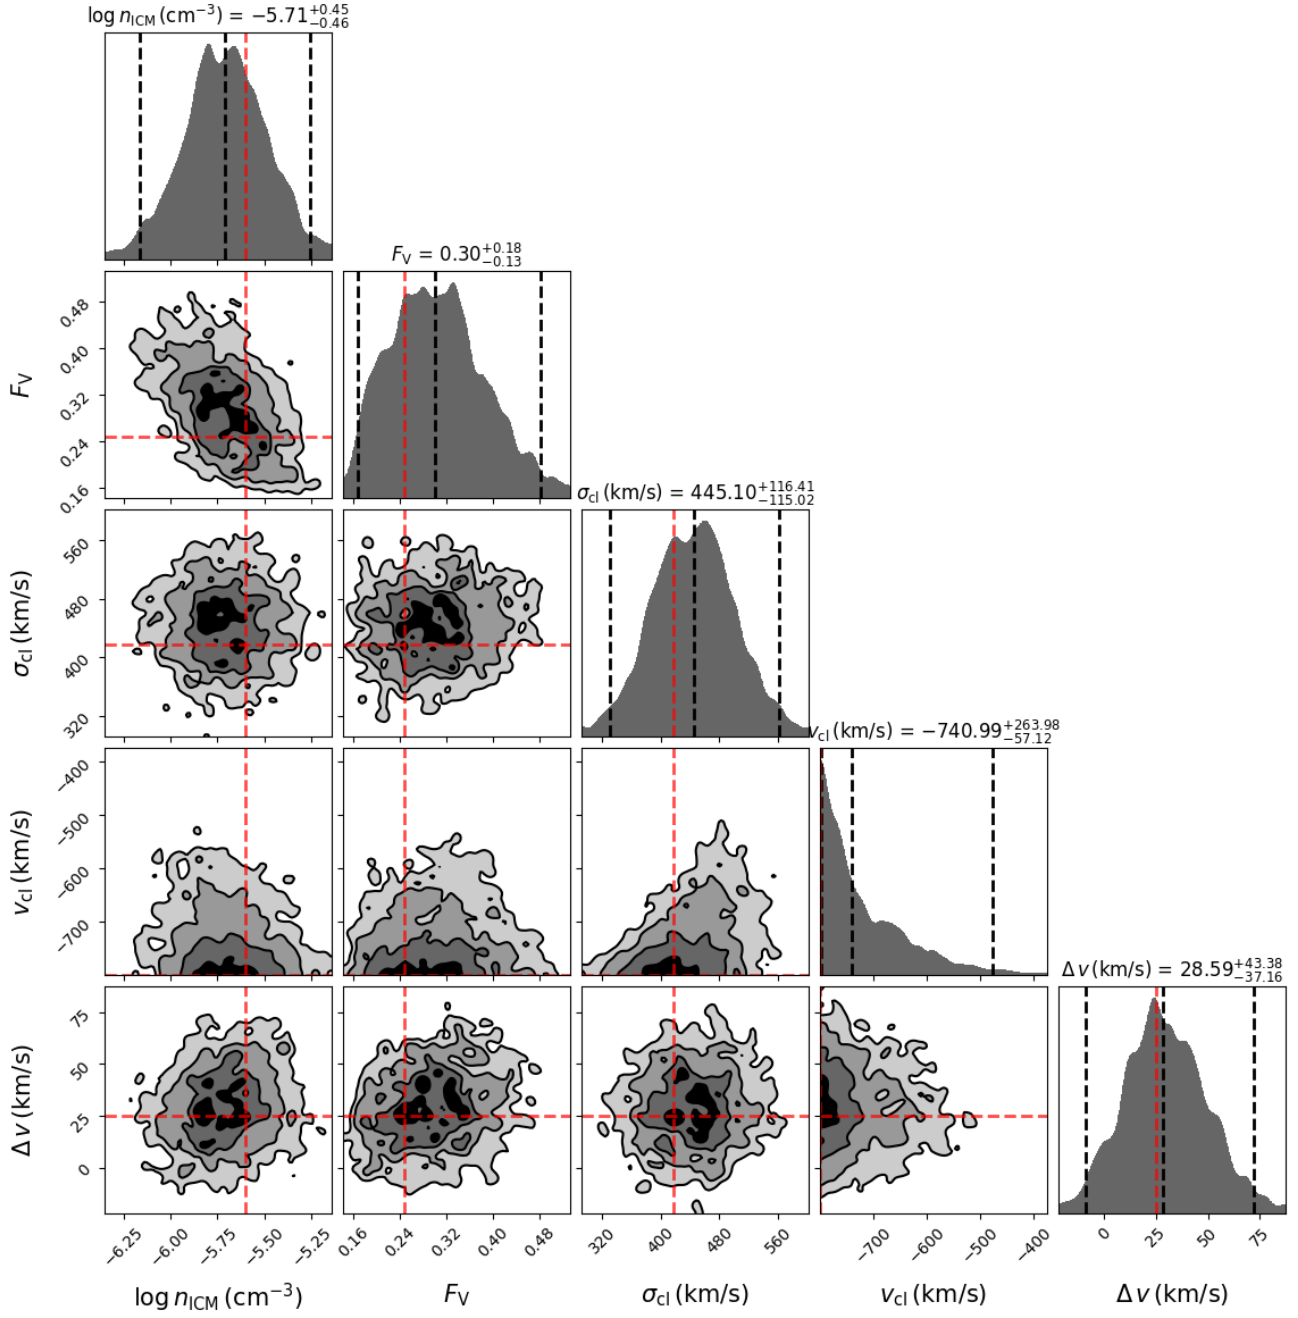 log n_ICM (cm⁻³) = −5.71 +0.45 −0.46
F_V = 0.30 +0.18 −0.13
0.48
0.40
0.32
0.24
0.16
F_V
σ_cl (km/s) = 445.10 +116.41 −115.02
560
480
400
320
σ_cl (km/s)
v_cl (km/s) = −740.99 +263.98 −57.12
−400
−500
−600
−700
v_cl (km/s)
Δ v (km/s) = 28.59 +43.38 −37.16
75
50
25
0
Δ v (km/s)
−6.25 −6.00 −5.75 −5.50 −5.25 0.16 0.24 0.32 0.40 0.48 320 400 480 560 −700 −600 −500 −400 0 25 50 75
log n_ICM (cm⁻³) F_V σ_cl (km/s) v_cl (km/s) Δ v (km/s)